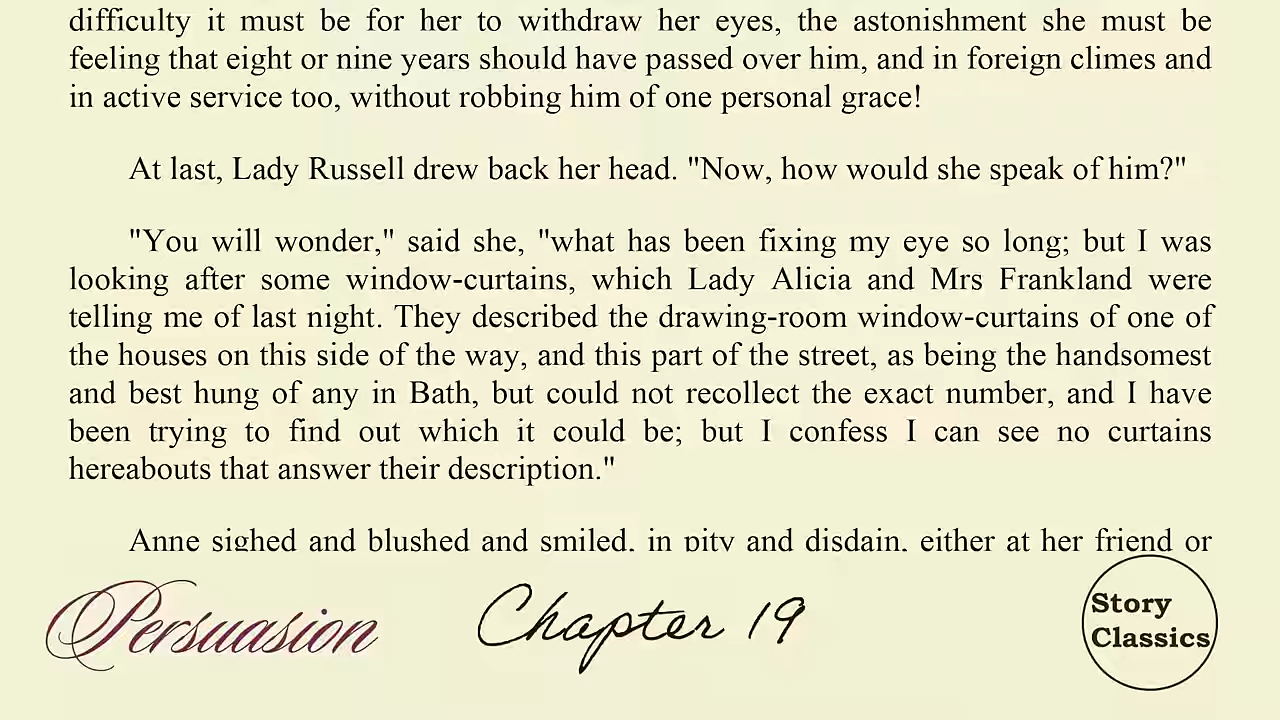 difficulty it must be for her to withdraw her eyes, the astonishment she must be
feeling that eight or nine years should have passed over him, and in foreign climes and
in active service too, without robbing him of one personal grace!
At last, Lady Russell drew back her head. "Now, how would she speak of him?"
"You will wonder," said she, "what has been fixing my eye so long; but I was
looking after some window-curtains, which Lady Alicia and Mrs Frankland were
telling me of last night. They described the drawing-room window-curtains of one of
the houses on this side of the way, and this part of the street, as being the handsomest
and best hung of any in Bath, but could not recollect the exact number, and I have
been trying to find out which it could be; but I confess I can see no curtains
hereabouts that answer their description."
Anne sighed and blushed and smiled, in pity and disdain, either at her friend or
Persuasion
Chapter 19
Story
Classics